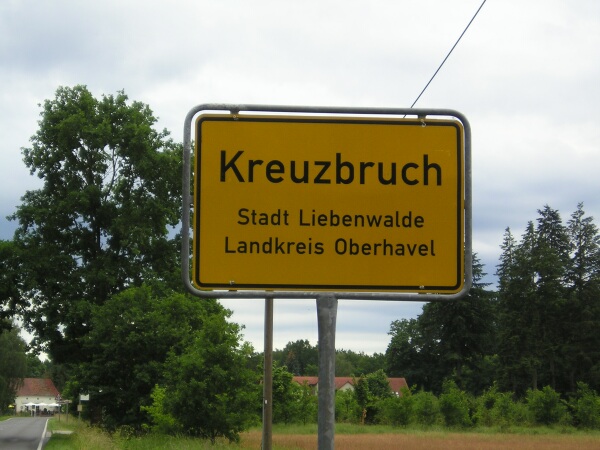 Kreuzbruch
Stadt Liebenwalde
Landkreis Oberhavel